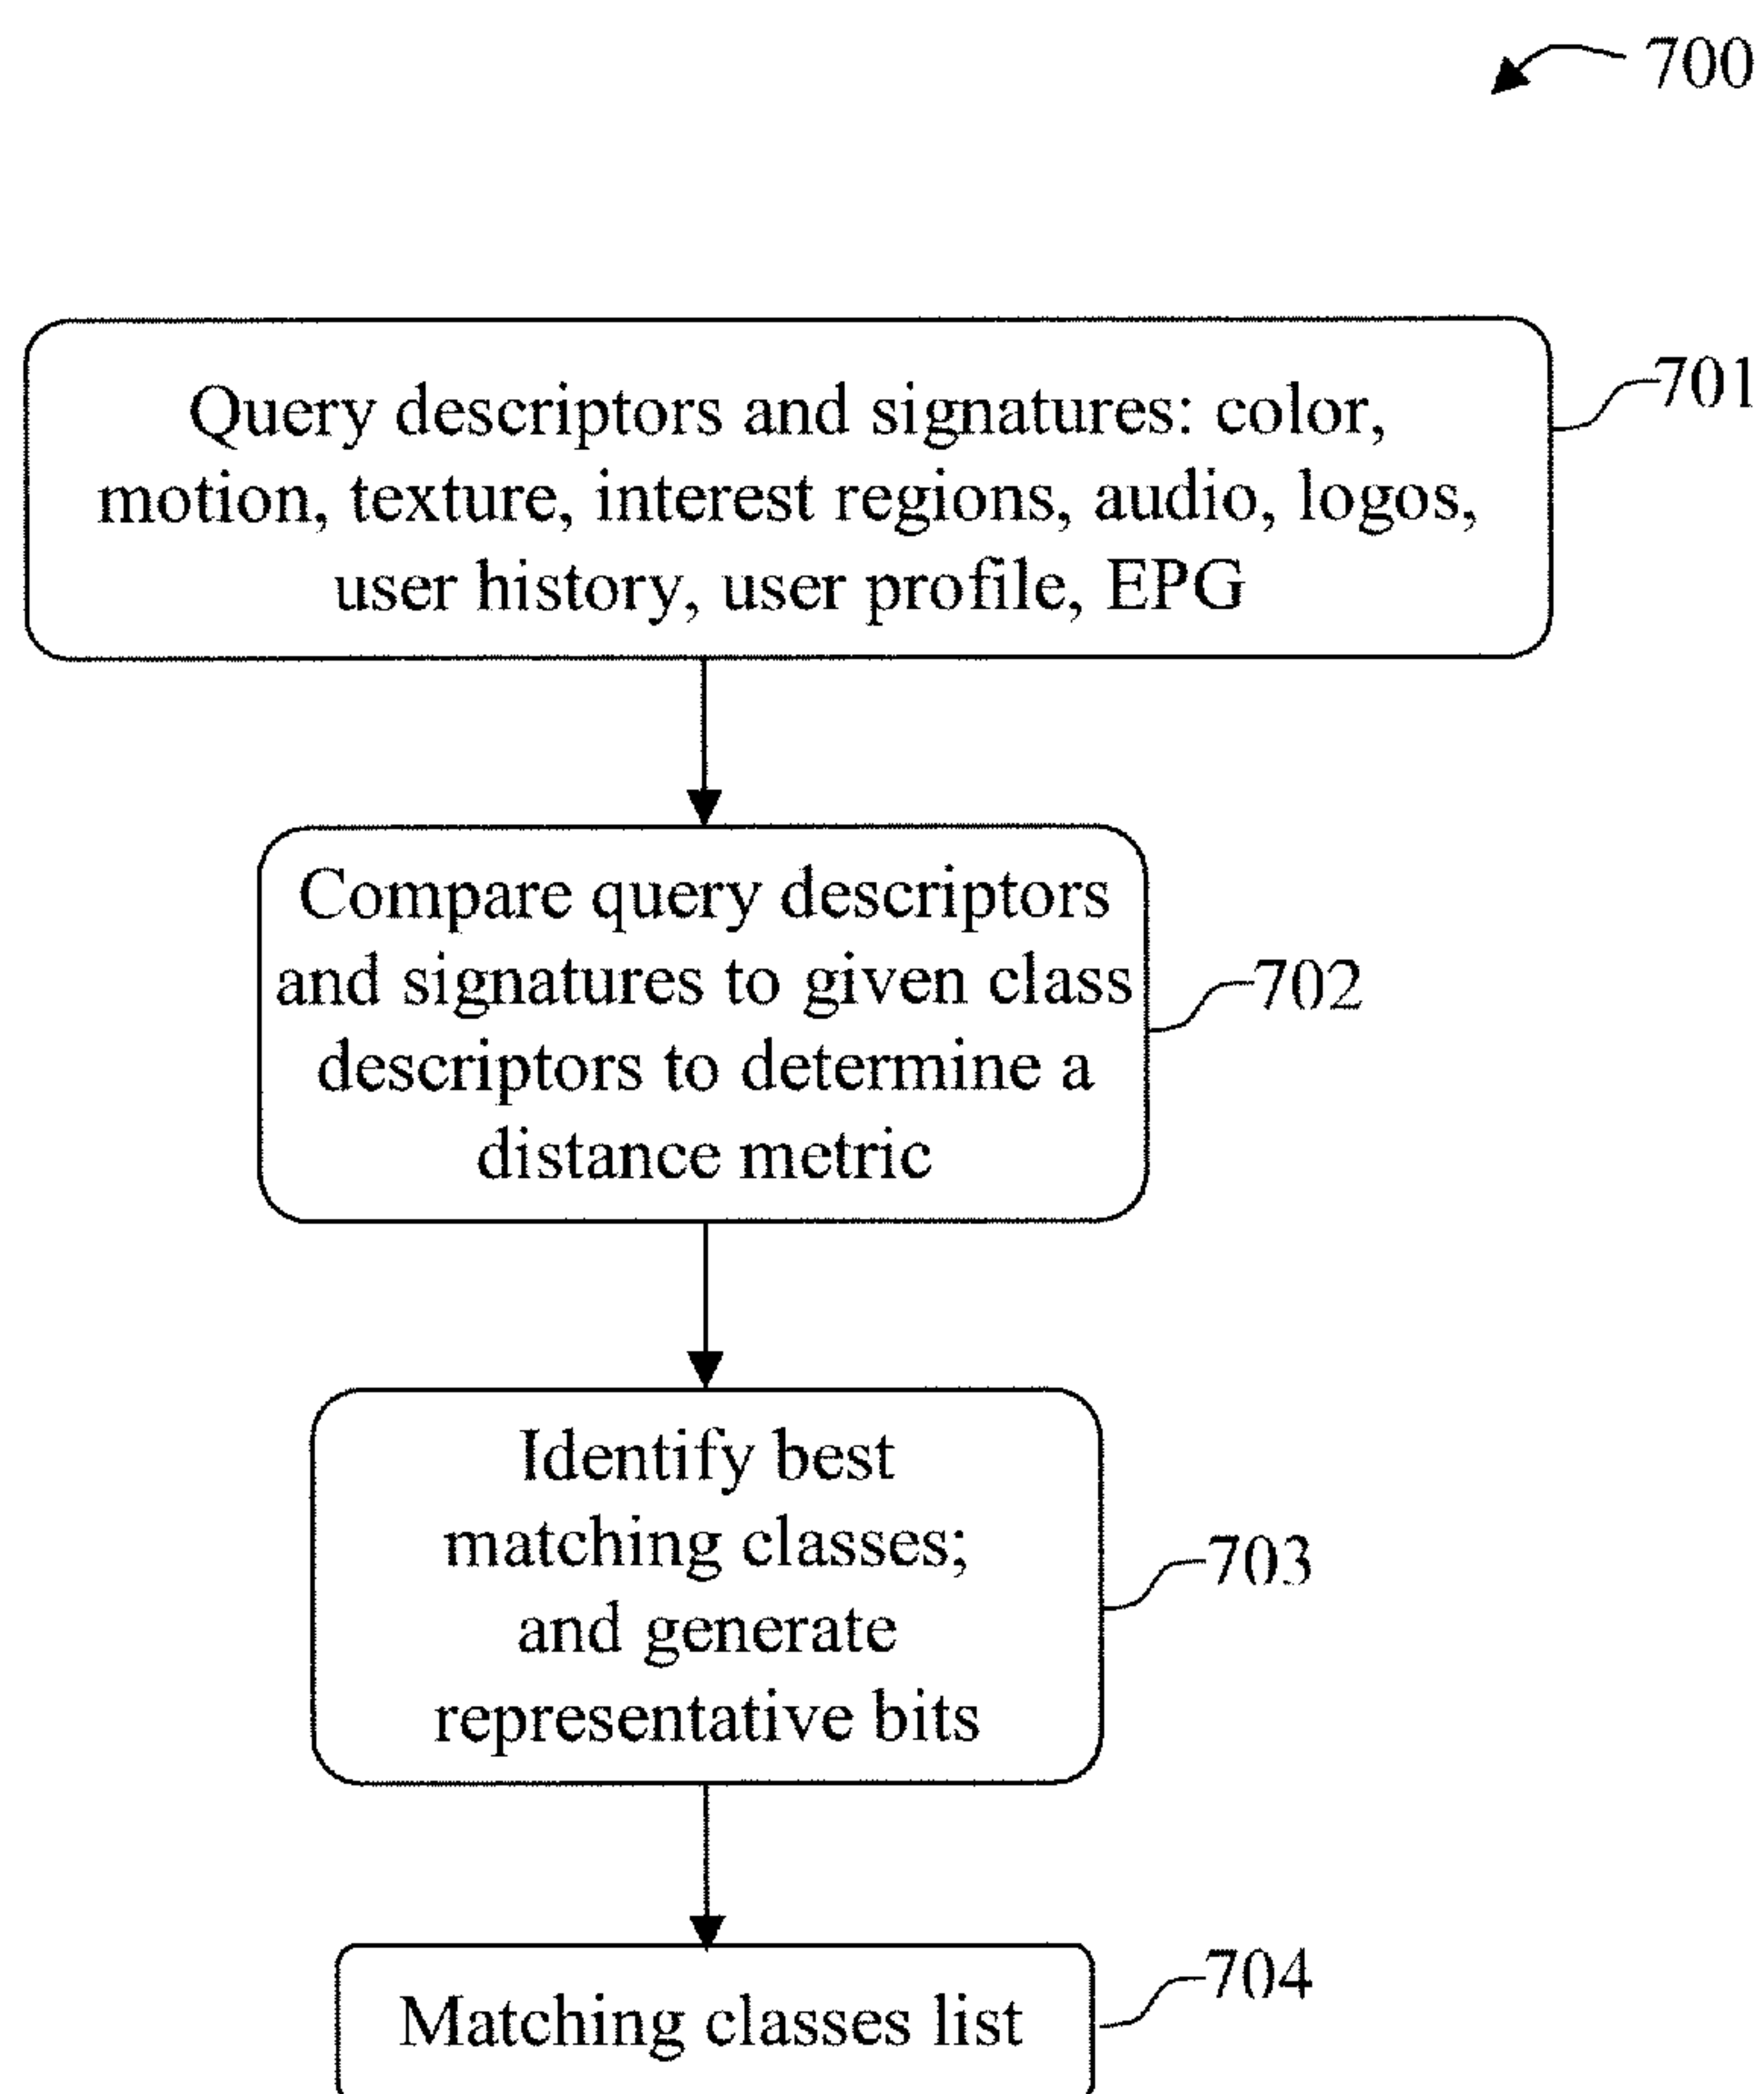 700
Query descriptors and signatures: color,
motion, texture, interest regions, audio, logos,
user history, user profile, EPG
701
Compare query descriptors
and signatures to given class
descriptors to determine a
distance metric
702
Identify best
matching classes;
and generate
representative bits
703
Matching classes list
704